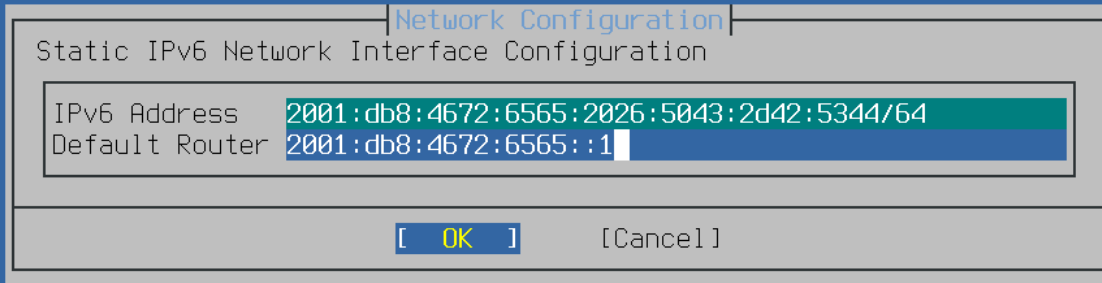 Network Configuration
Static IPv6 Network Interface Configuration
IPv6 Address 2001:db8:4672:6565:2026:5043:2d42:5344/64
Default Router 2001:db8:4672:6565::1
[ OK ] [Cancel]